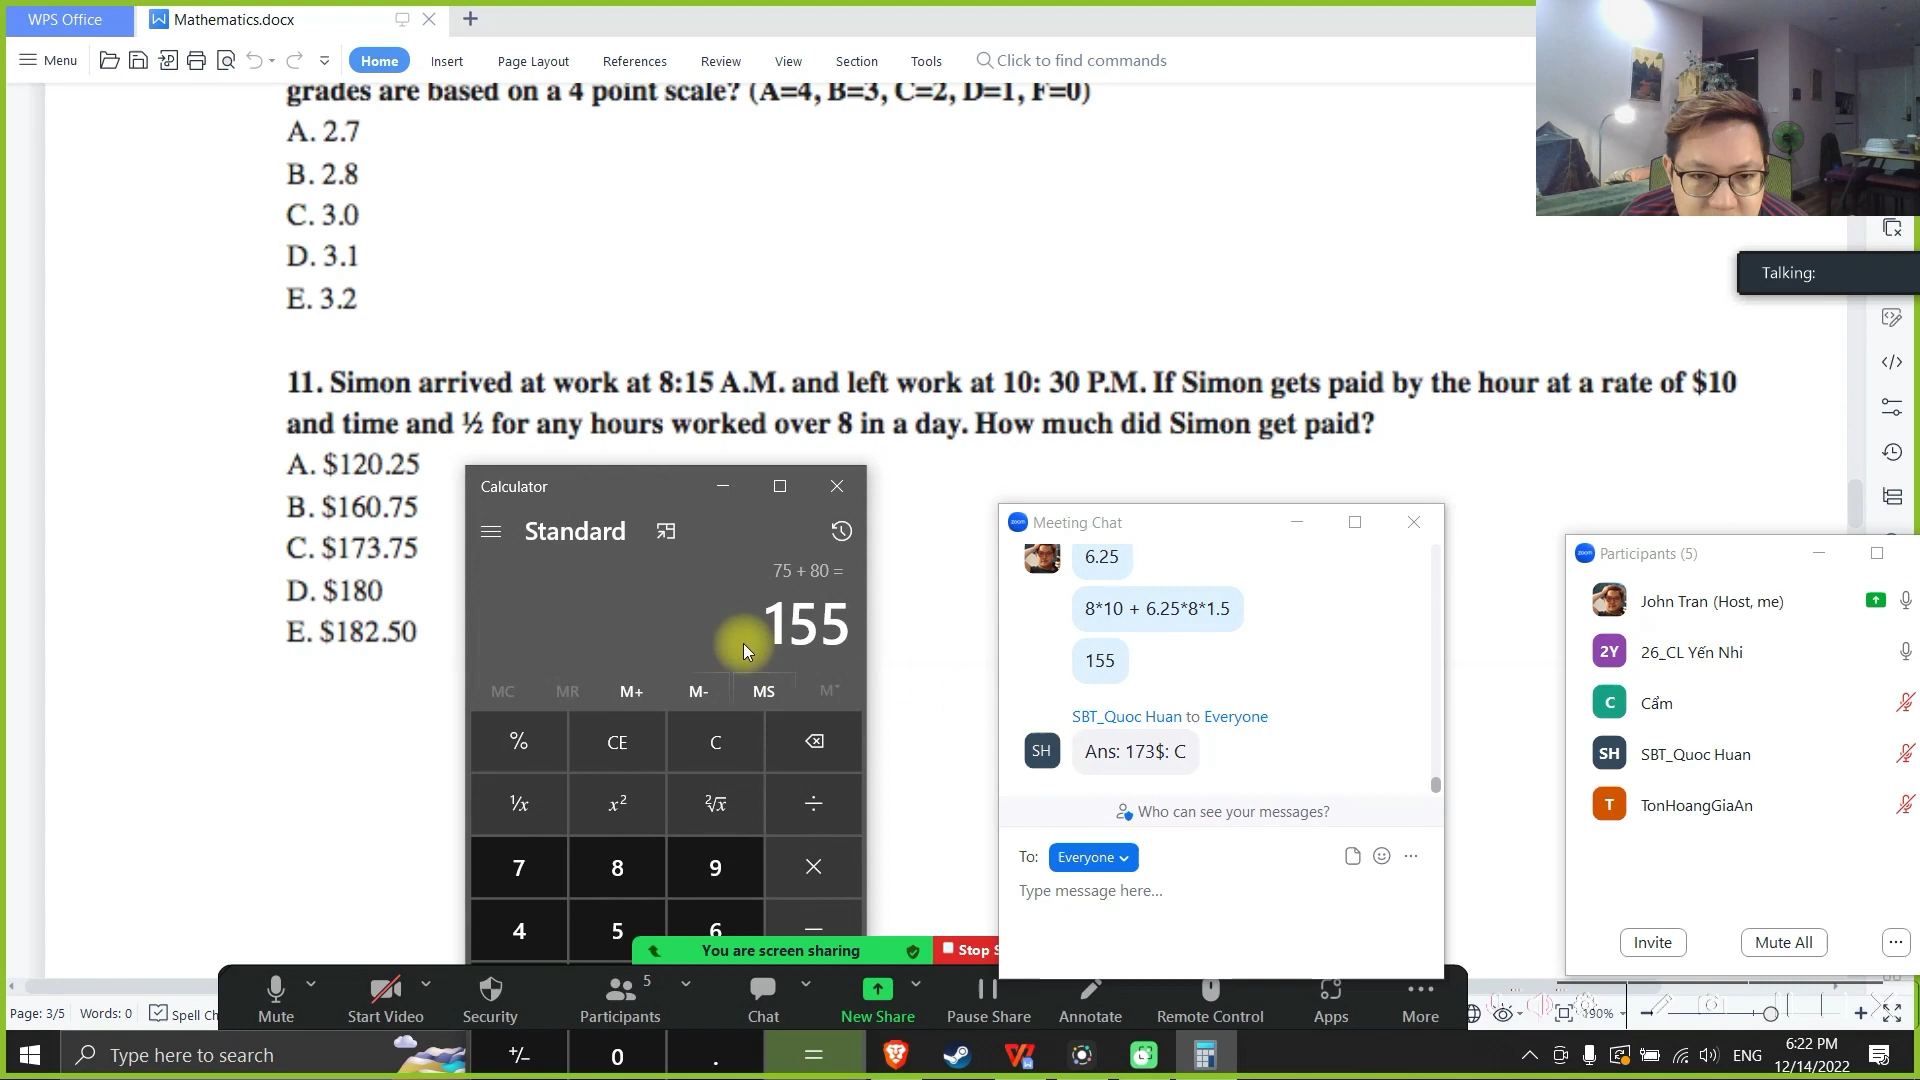 WPS Office
Mathematics.docx
Menu
Home
Insert
Page Layout
References
Review
View
Section
Tools
Click to find commands
grades are based on a 4 point scale? (A=4, B=3, C=2, D=1, F=0)
A. 2.7
B. 2.8
C. 3.0
D. 3.1
E. 3.2
Talking:
11. Simon arrived at work at 8:15 A.M. and left work at 10: 30 P.M. If Simon gets paid by the hour at a rate of $10
and time and ½ for any hours worked over 8 in a day. How much did Simon get paid?
A. $120.25
B. $160.75
C. $173.75
D. $180
E. $182.50
Calculator
Standard
75 + 80 =
155
MC MR M+ M- MS M˅
% CE C
⅟x x² ²√x ÷
7 8 9 ×
4 5 6 −
+/− 0 . =
Meeting Chat
6.25
8*10 + 6.25*8*1.5
155
SBT_Quoc Huan to Everyone
SH
Ans: 173$: C
Who can see your messages?
To: Everyone
Type message here...
Participants (5)
John Tran (Host, me)
2Y 26_CL Yến Nhi
C Cẩm
SH SBT_Quoc Huan
T TonHoangGiaAn
Invite
Mute All
You are screen sharing
Stop S
Mute
Start Video
Security
Participants
5
Chat
New Share
Pause Share
Annotate
Remote Control
Apps
More
Page: 3/5
Words: 0
Spell Ch
190%
Type here to search
ENG
6:22 PM
12/14/2022